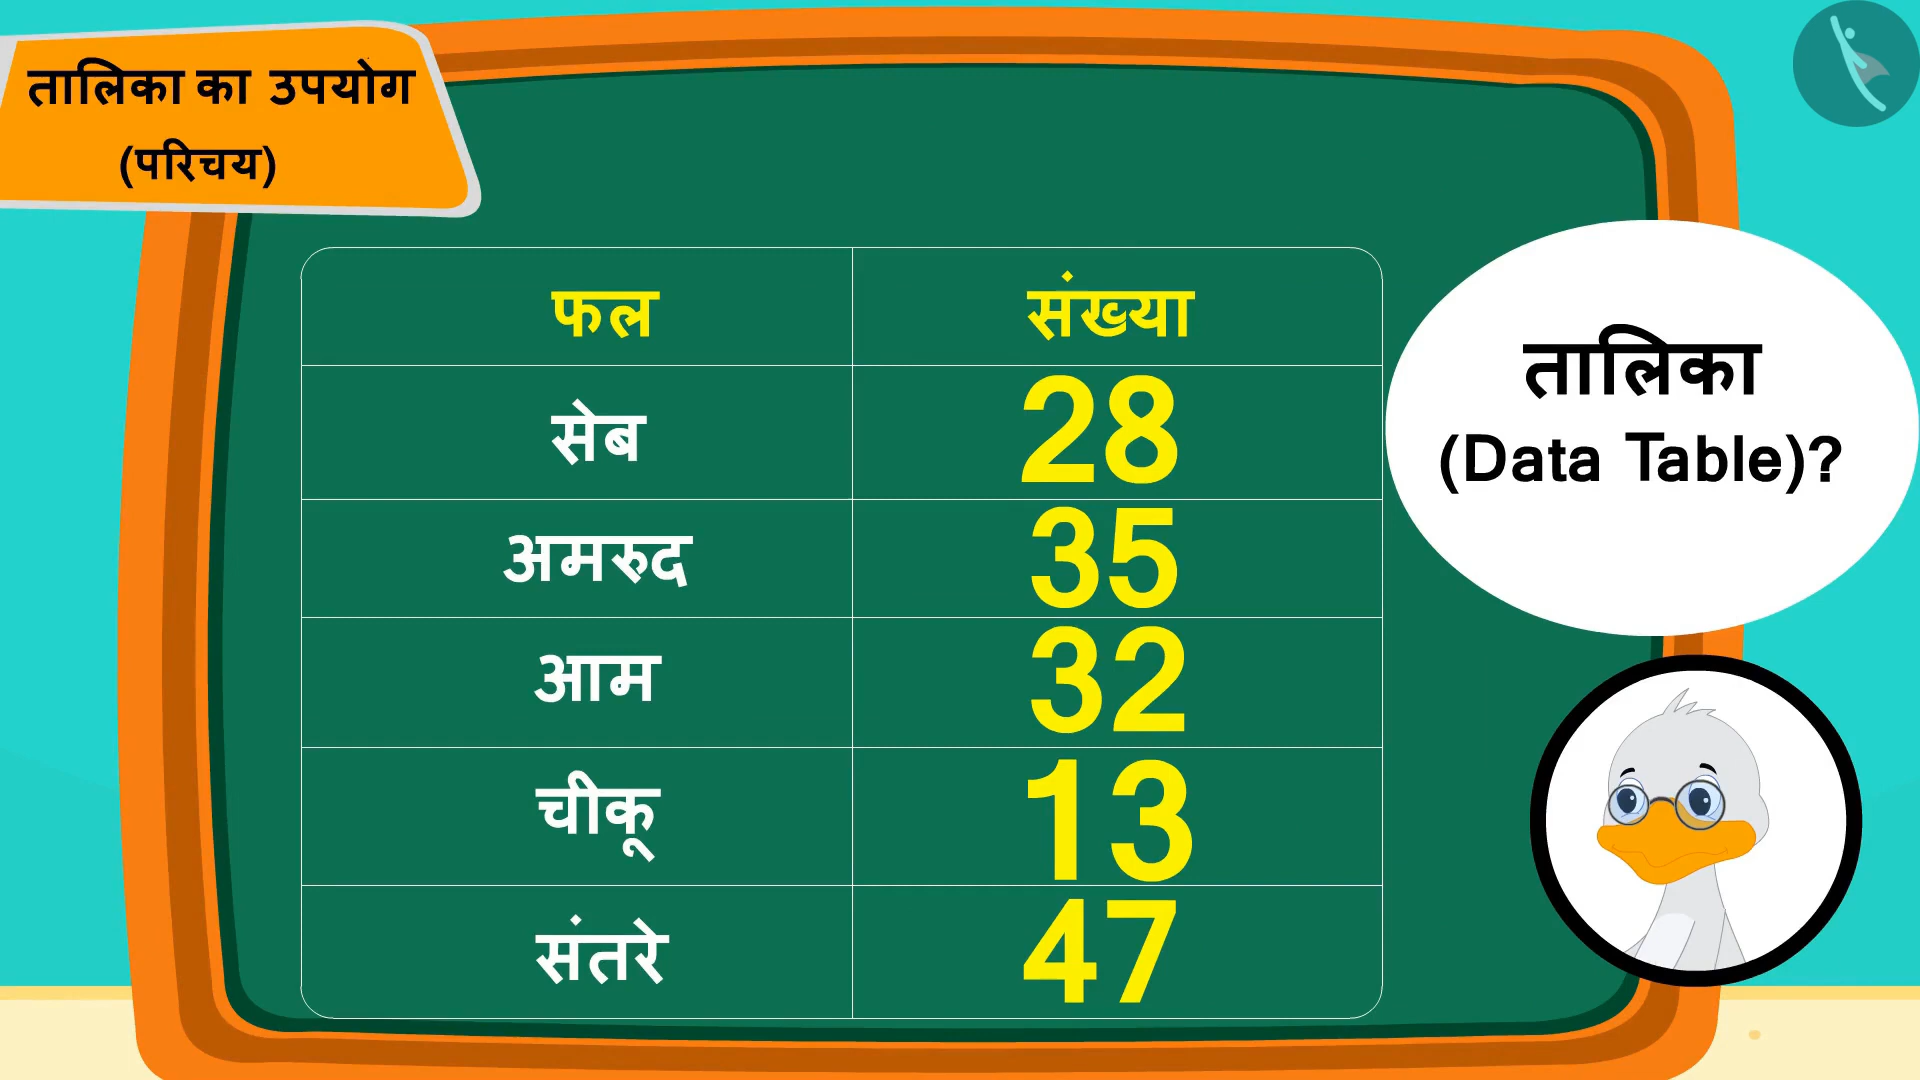 तालिका का उपयोग
(परिचय)
फल संख्या
सेब 28
अमरुद 35
आम 32
चीकू 13
संतरे 47
तालिका
(Data Table)?